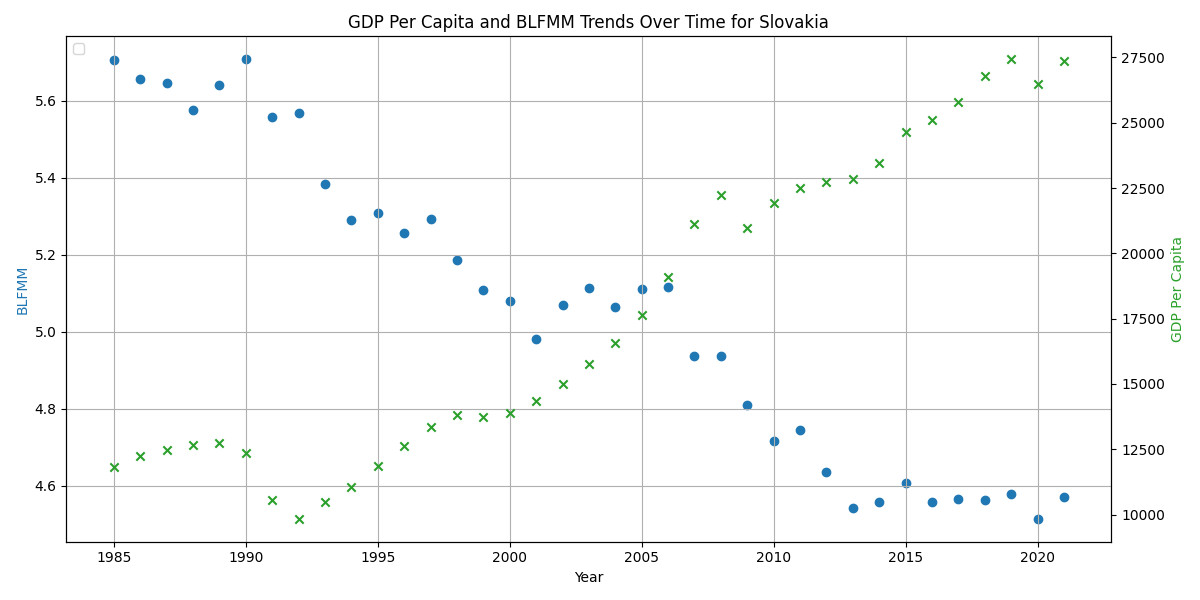 GDP Per Capita and BLFMM Trends Over Time for Slovakia
BLFMM
5.6
5.4
5.2
5.0
4.8
4.6
27500
25000
22500
20000
17500
15000
12500
10000
GDP Per Capita
1985 1990 1995 2000 2005 2010 2015 2020
Year